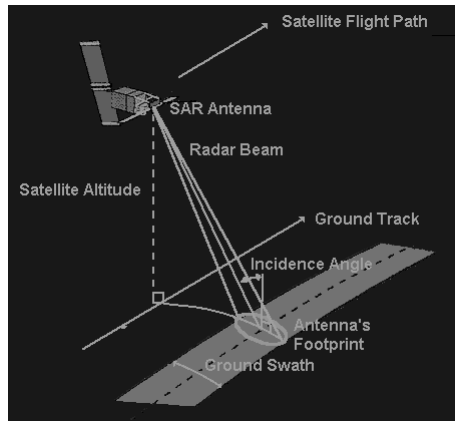 Satellite Flight Path
SAR Antenna
Radar Beam
Satellite Altitude
Ground Track
Incidence Angle
Antenna's
Footprint
Ground Swath